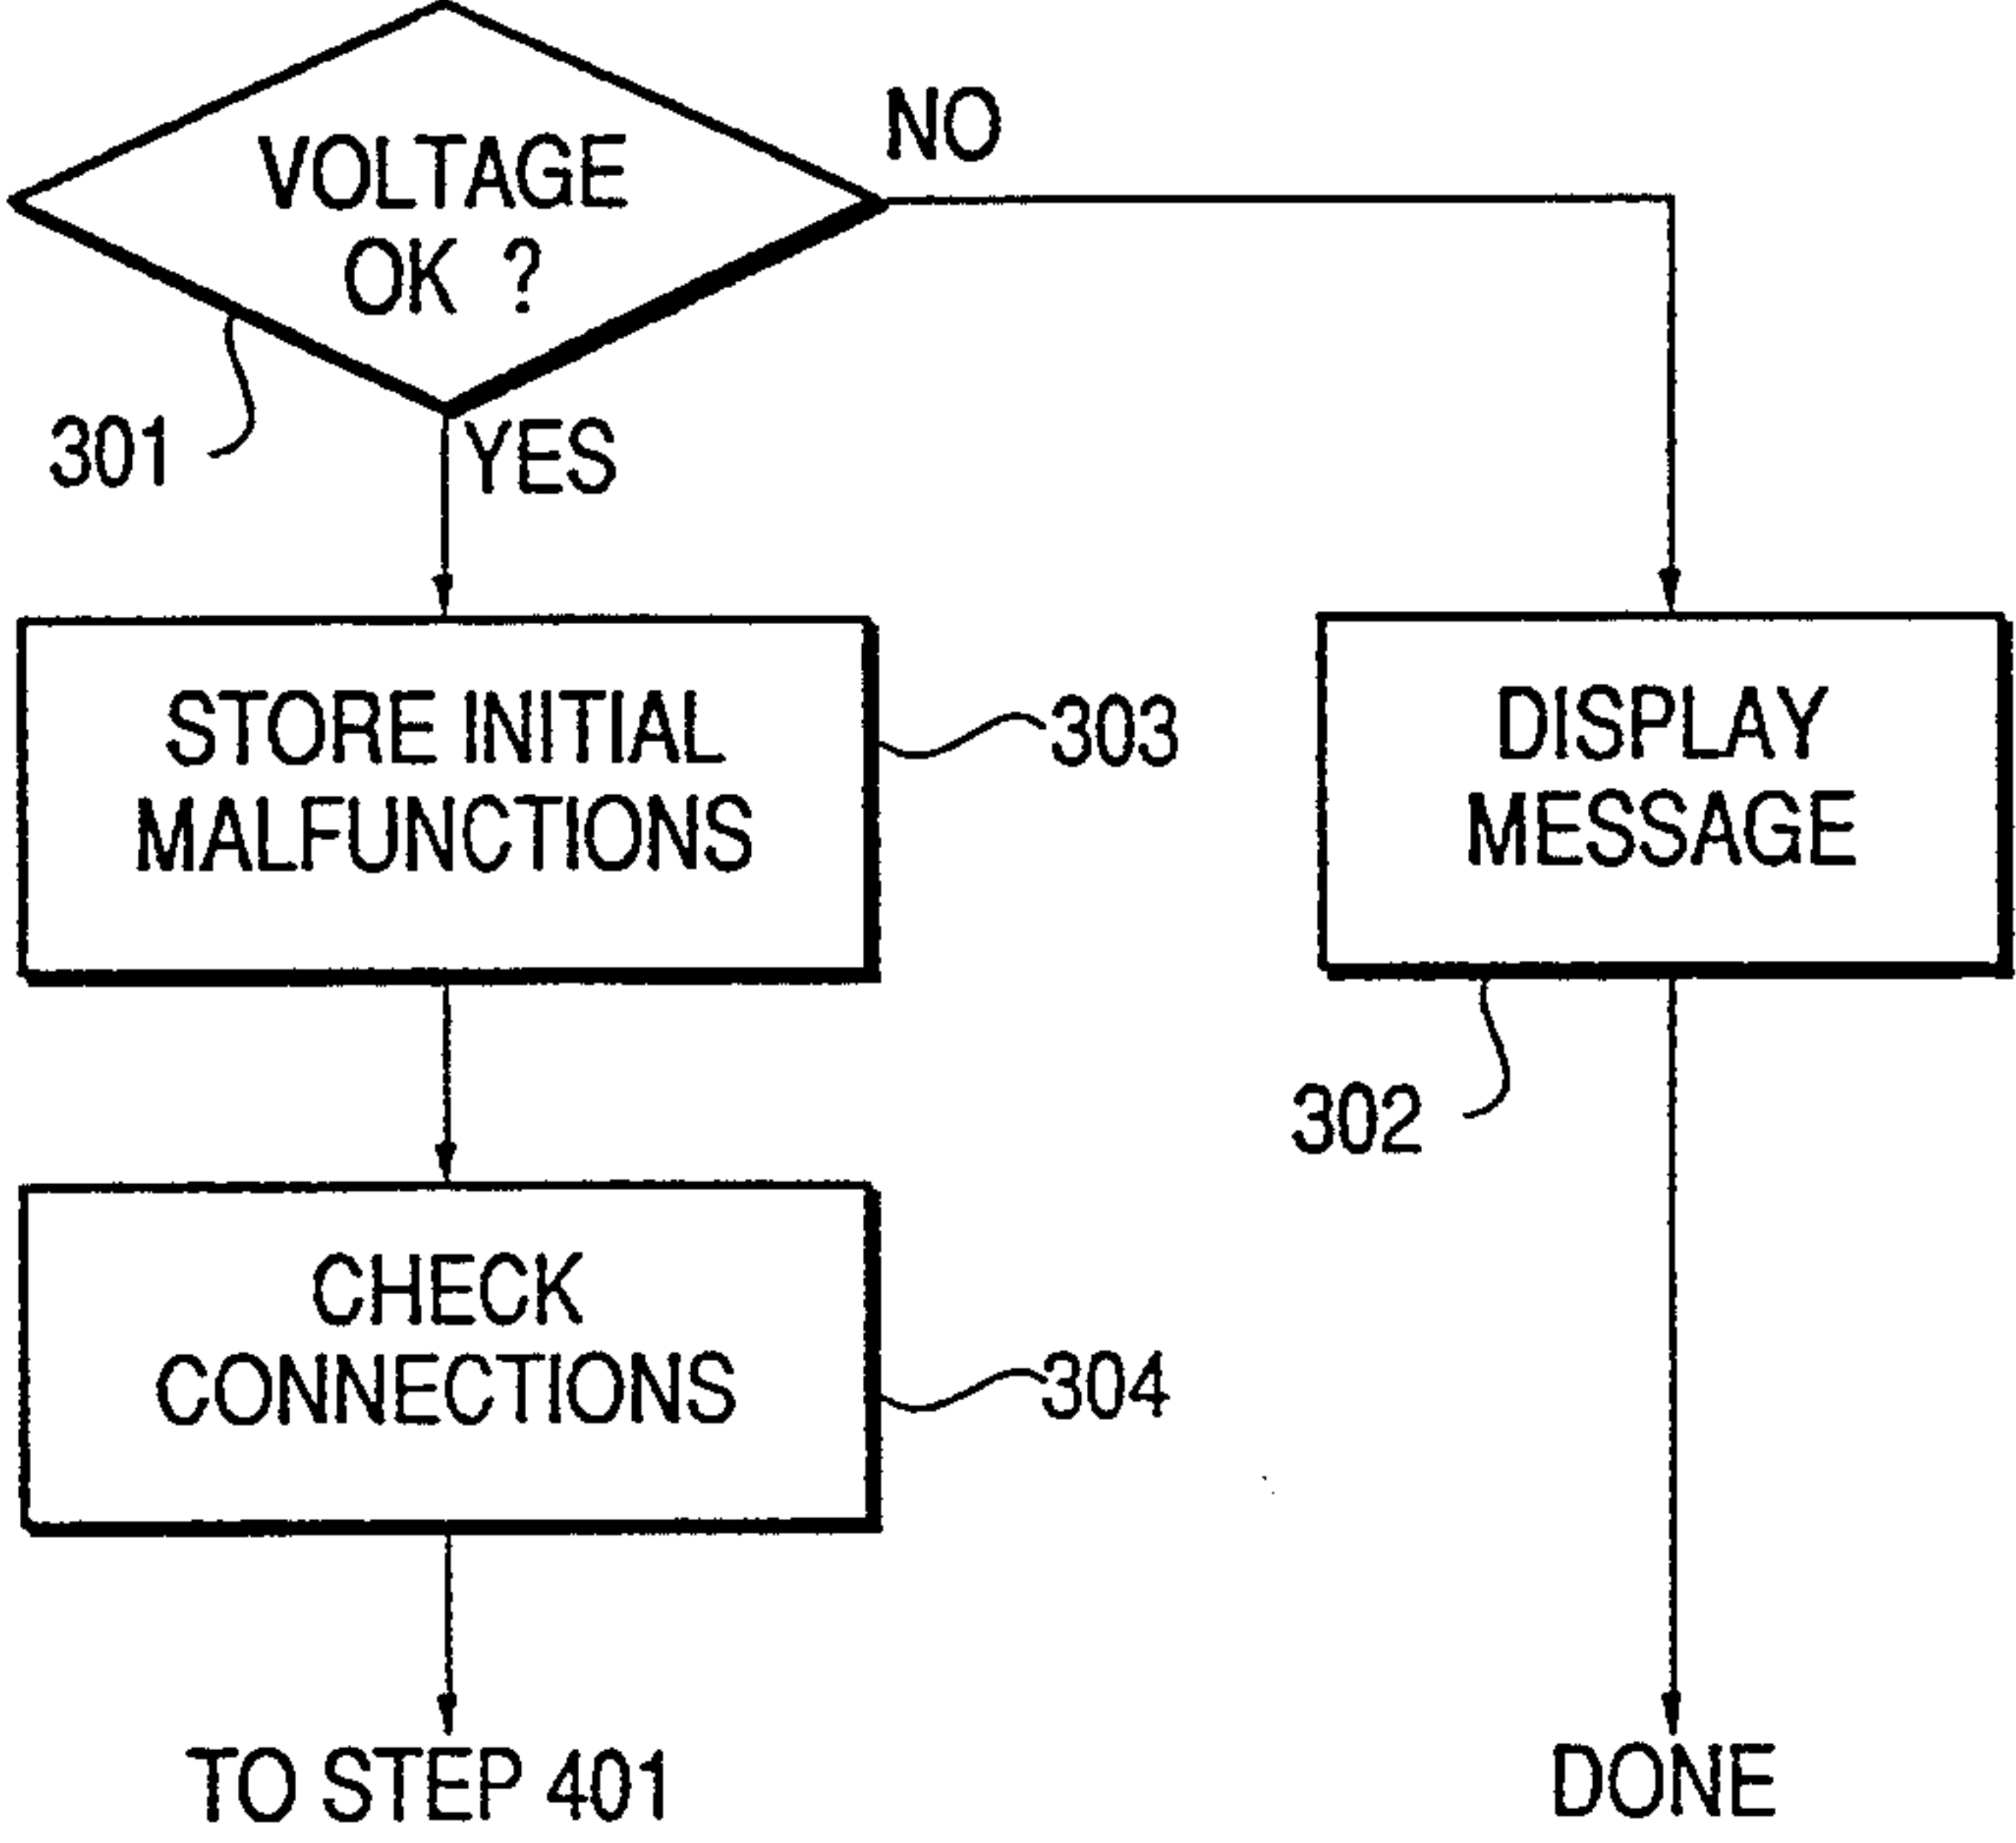 VOLTAGE
OK ?
NO
301
YES
STORE INITIAL
MALFUNCTIONS
303
DISPLAY
MESSAGE
302
CHECK
CONNECTIONS
304
TO STEP 401
DONE